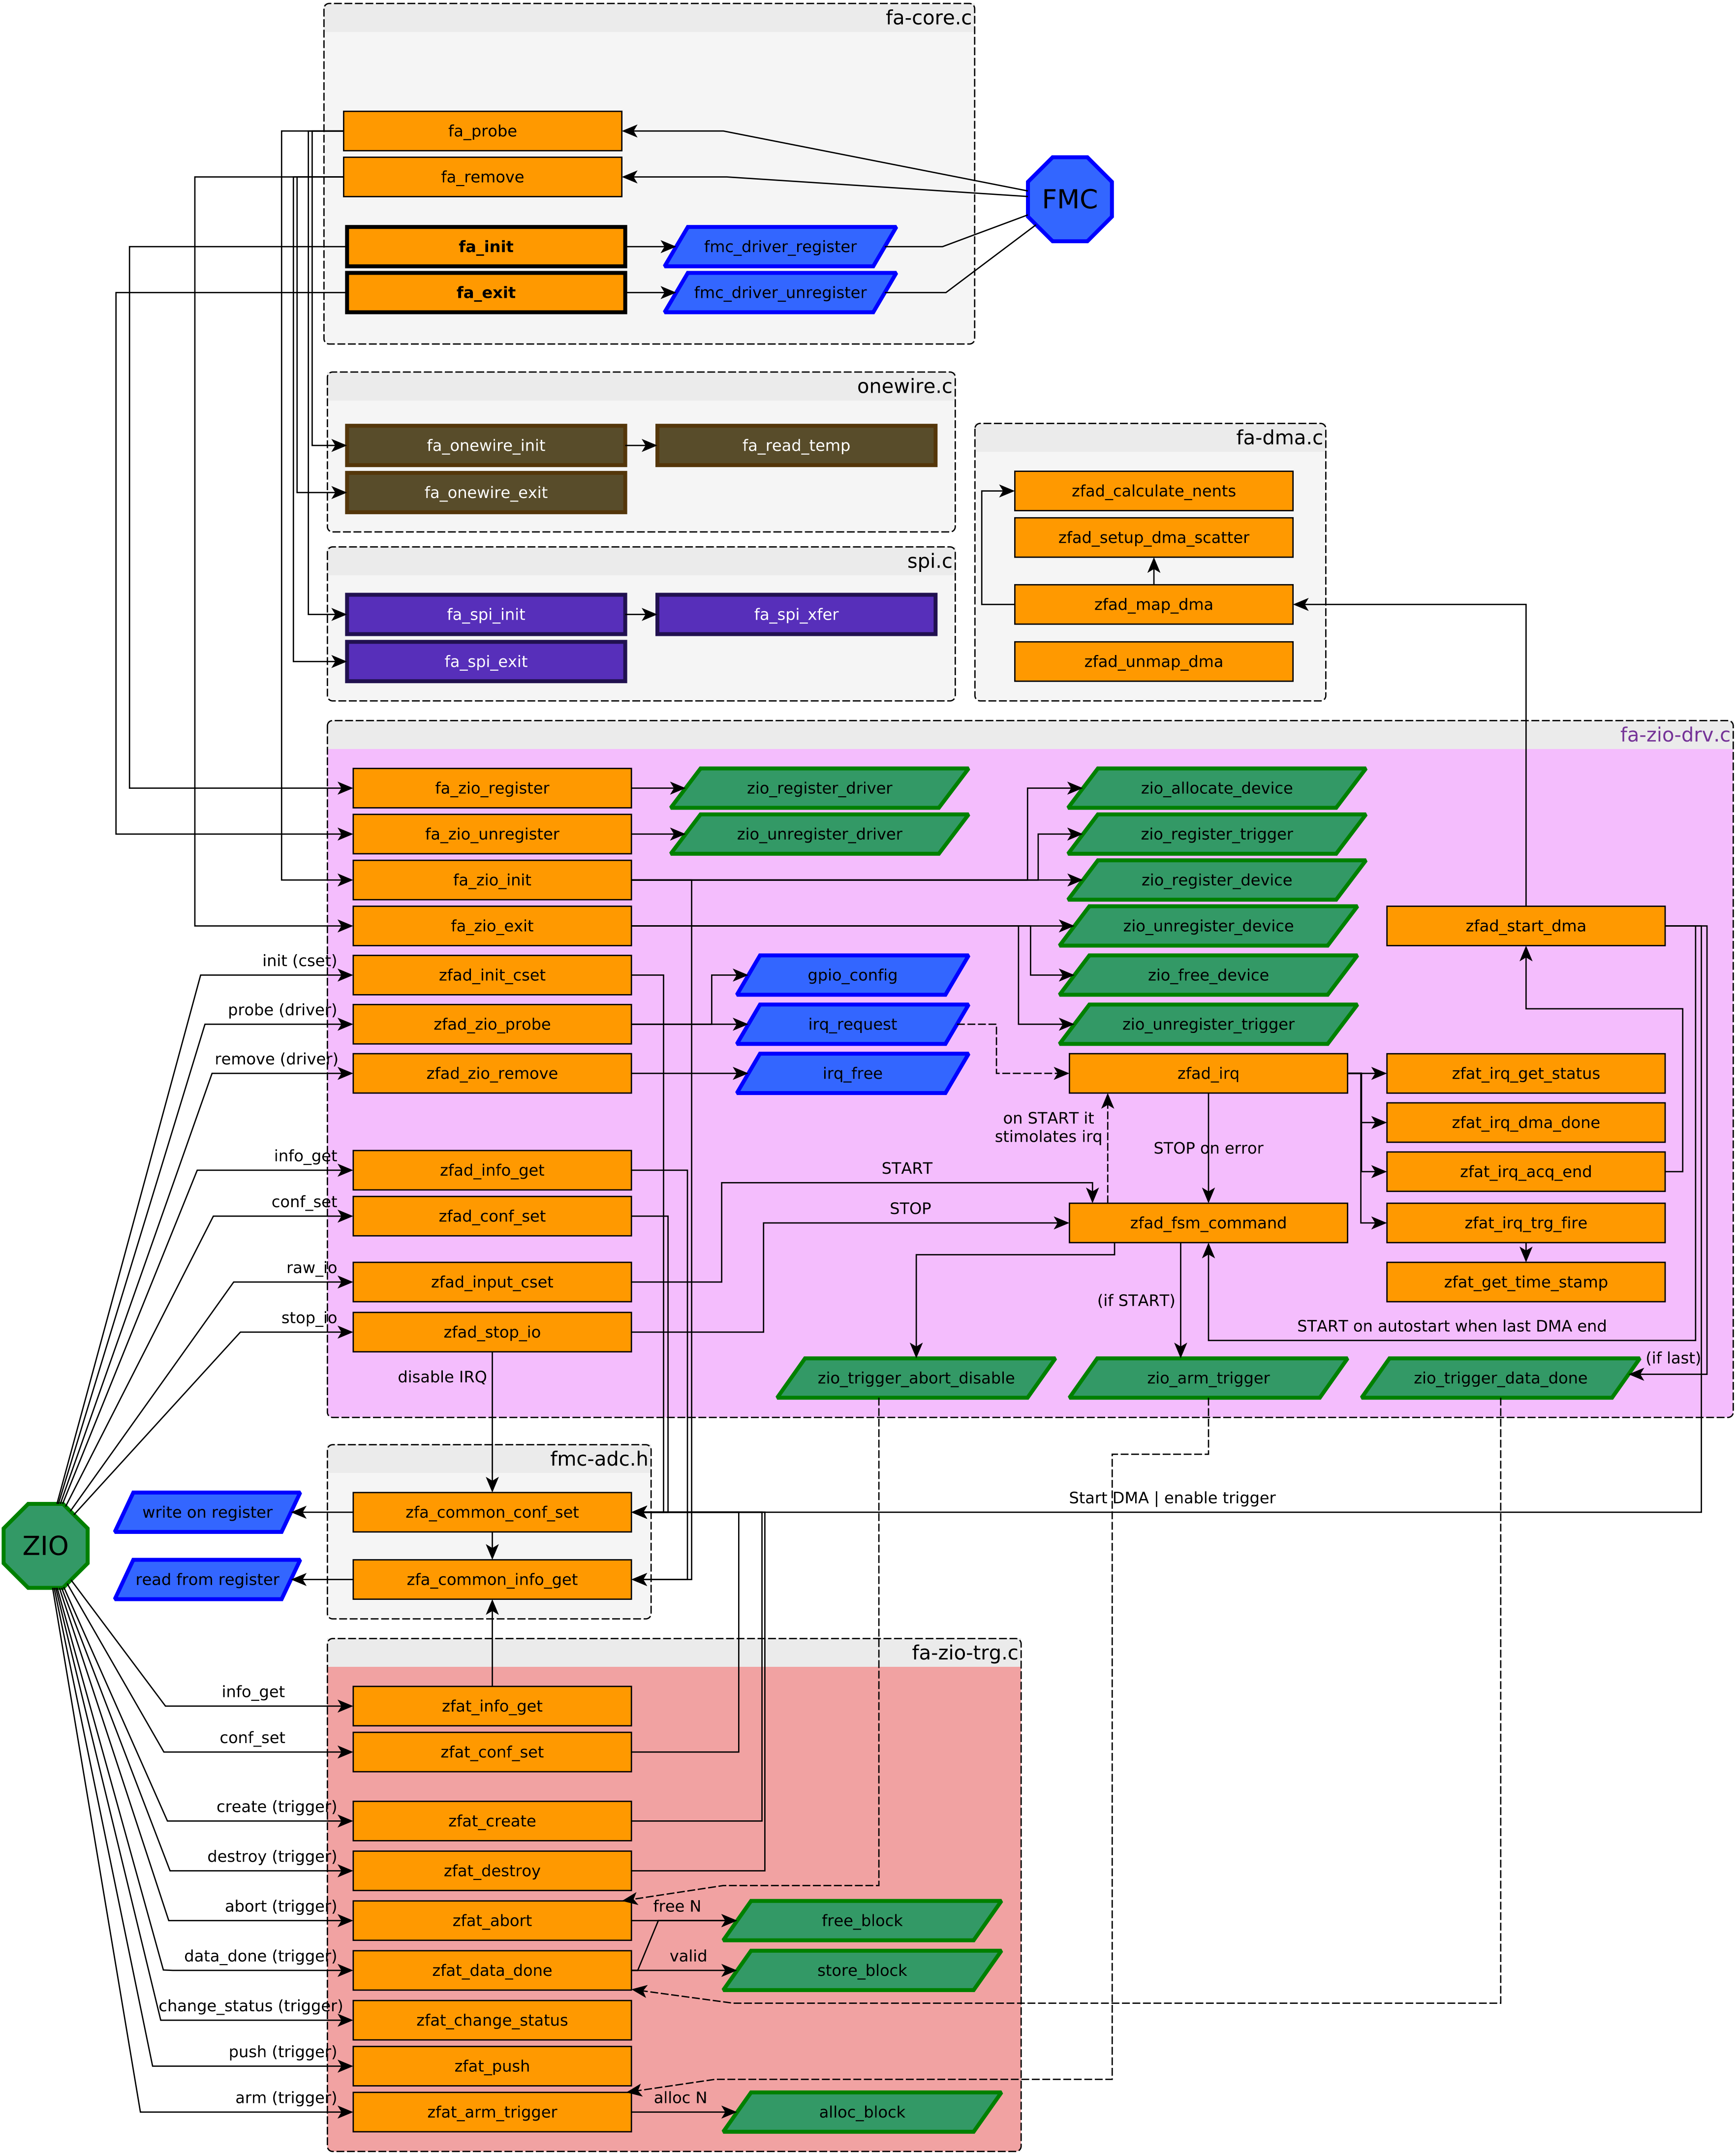 fa-core.c
fa_probe
fa_remove
FMC
fa_init
fmc_driver_register
fa_exit
fmc_driver_unregister
onewire.c
fa_onewire_init
fa_read_temp
fa_onewire_exit
fa-dma.c
zfad_calculate_nents
zfad_setup_dma_scatter
zfad_map_dma
zfad_unmap_dma
spi.c
fa_spi_init
fa_spi_xfer
fa_spi_exit
fa-zio-drv.c
fa_zio_register
zio_register_driver
zio_allocate_device
fa_zio_unregister
zio_unregister_driver
zio_register_trigger
fa_zio_init
zio_register_device
fa_zio_exit
zio_unregister_device
zfad_start_dma
init (cset)
zfad_init_cset
gpio_config
zio_free_device
probe (driver)
zfad_zio_probe
irq_request
zio_unregister_trigger
remove (driver)
zfad_zio_remove
irq_free
zfad_irq
zfat_irq_get_status
on START it
stimolates irq
zfat_irq_dma_done
STOP on error
info_get
zfad_info_get
START
zfat_irq_acq_end
conf_set
zfad_conf_set
STOP
zfad_fsm_command
zfat_irq_trg_fire
raw_io
zfad_input_cset
(if START)
zfat_get_time_stamp
stop_io
zfad_stop_io
START on autostart when last DMA end
disable IRQ
(if last)
zio_trigger_abort_disable
zio_arm_trigger
zio_trigger_data_done
fmc-adc.h
write on register
zfa_common_conf_set
Start DMA | enable trigger
ZIO
read from register
zfa_common_info_get
fa-zio-trg.c
info_get
zfat_info_get
conf_set
zfat_conf_set
create (trigger)
zfat_create
destroy (trigger)
zfat_destroy
abort (trigger)
zfat_abort
free N
free_block
data_done (trigger)
zfat_data_done
valid
store_block
change_status (trigger)
zfat_change_status
push (trigger)
zfat_push
arm (trigger)
zfat_arm_trigger
alloc N
alloc_block